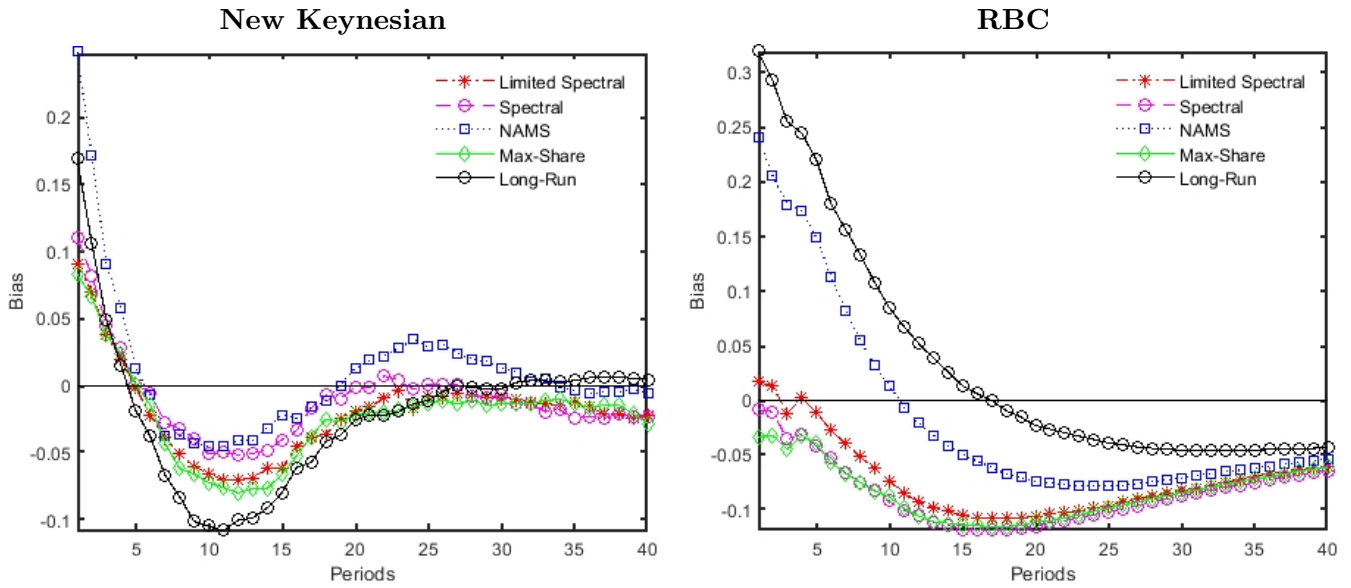 New Keynesian
0.2
0.15
0.1
0.05
0
-0.05
-0.1
Bias
5 10 15 20 25 30 35 40
Periods
Limited Spectral
Spectral
NAMS
Max-Share
Long-Run
RBC
0.3
0.25
0.2
0.15
0.1
0.05
0
-0.05
-0.1
Bias
5 10 15 20 25 30 35 40
Periods
Limited Spectral
Spectral
NAMS
Max-Share
Long-Run